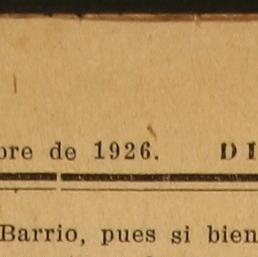 bre de 1926. DI
Barrio, pues si bien